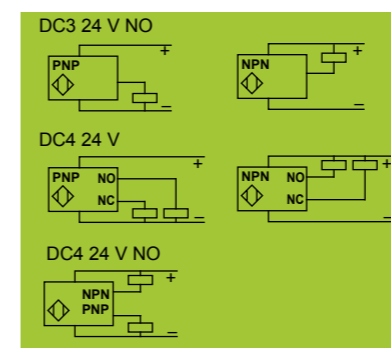 DC3 24 V NO
PNP
+
–
NPN
+
–
DC4 24 V
PNP NO
NC
+
–
NPN NO
NC
+
–
DC4 24 V NO
NPN
PNP
+
–